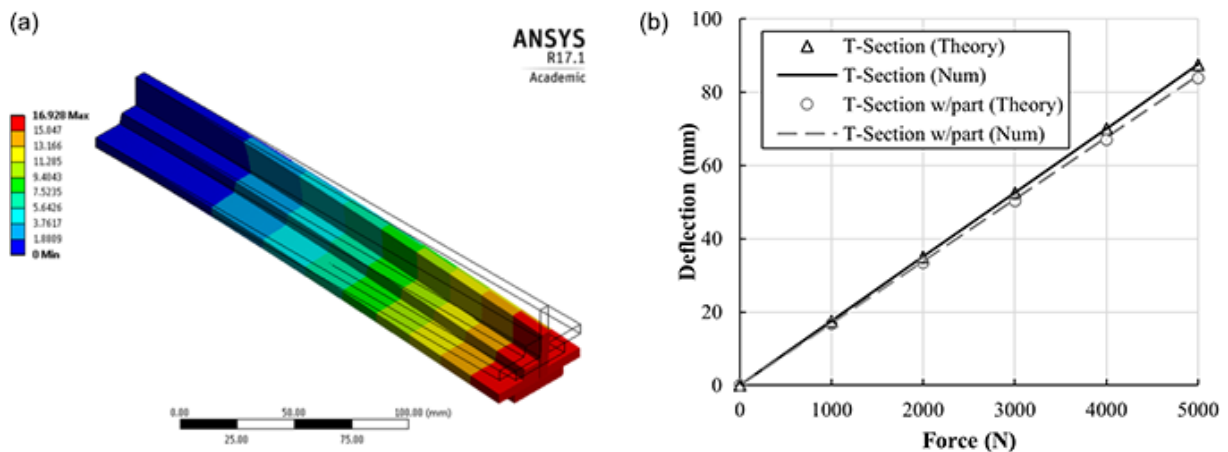 (a)
ANSYS
R17.1
Academic
16.928 Max
15.047
13.166
11.285
9.4043
7.5235
5.6426
3.7617
1.8809
0 Min
0.00 50.00 100.00 (mm)
25.00 75.00
(b)
100
80
60
40
20
0
Deflection (mm)
T-Section (Theory)
T-Section (Num)
T-Section w/part (Theory)
T-Section w/part (Num)
0 1000 2000 3000 4000 5000
Force (N)